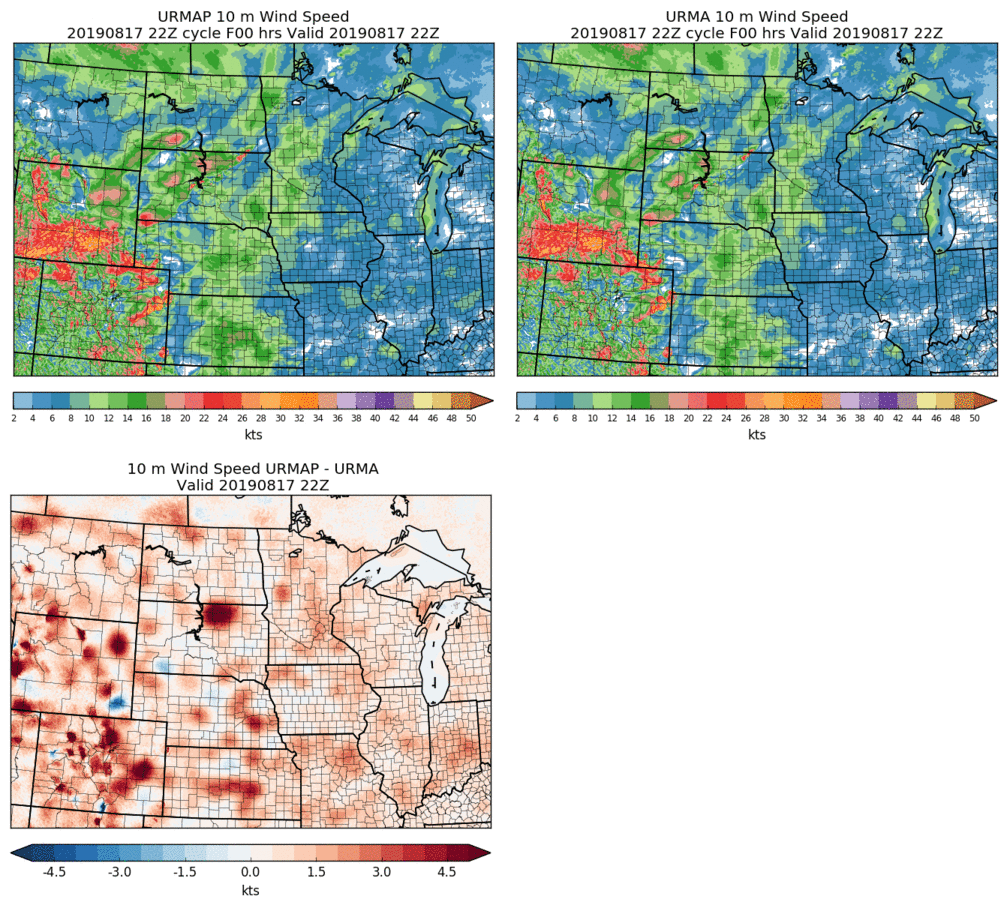 URMAP 10 m Wind Speed
20190817 22Z cycle F00 hrs Valid 20190817 22Z
2 4 6 8 10 12 14 16 18 20 22 24 26 28 30 32 34 36 38 40 42 44 46 48 50
kts
URMA 10 m Wind Speed
20190817 22Z cycle F00 hrs Valid 20190817 22Z
2 4 6 8 10 12 14 16 18 20 22 24 26 28 30 32 34 36 38 40 42 44 46 48 50
kts
10 m Wind Speed URMAP - URMA
Valid 20190817 22Z
-4.5 -3.0 -1.5 0.0 1.5 3.0 4.5
kts